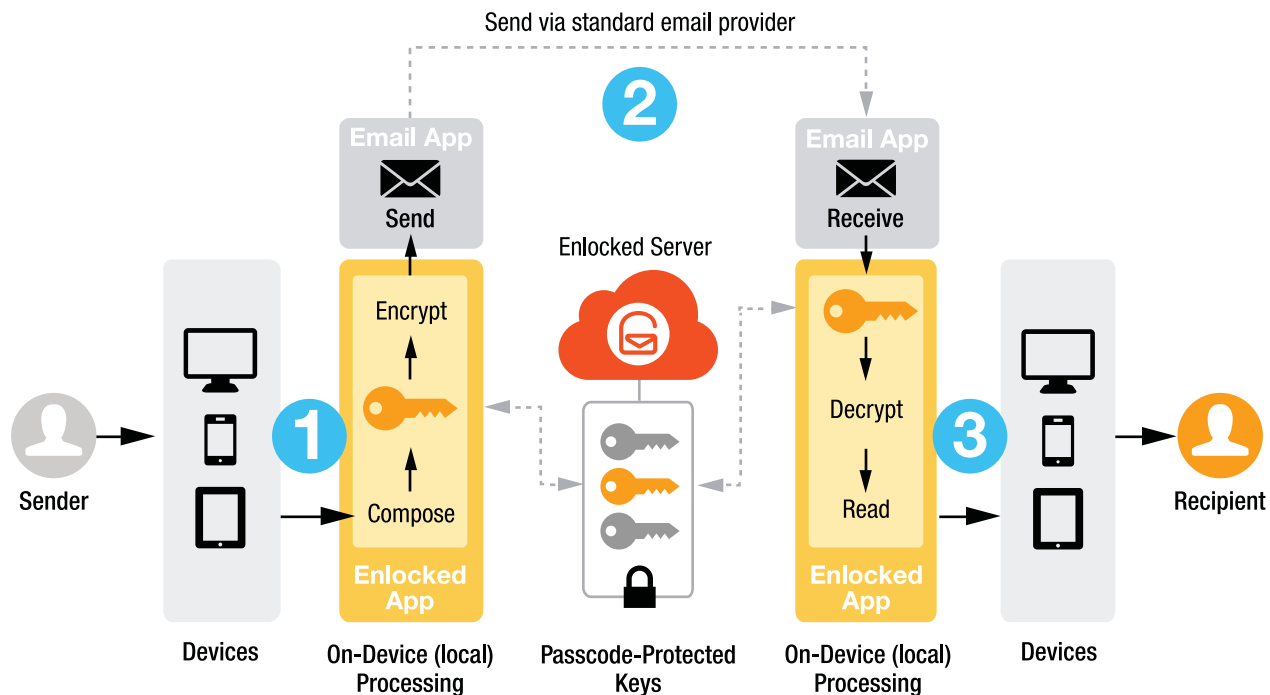 Send via standard email provider
2
Email App
Send
Email App
Receive
Enlocked Server
Encrypt
Compose
Enlocked
App
1
Decrypt
Read
Enlocked
App
3
Sender
Recipient
Devices
On-Device (local)
Processing
Passcode-Protected
Keys
On-Device (local)
Processing
Devices